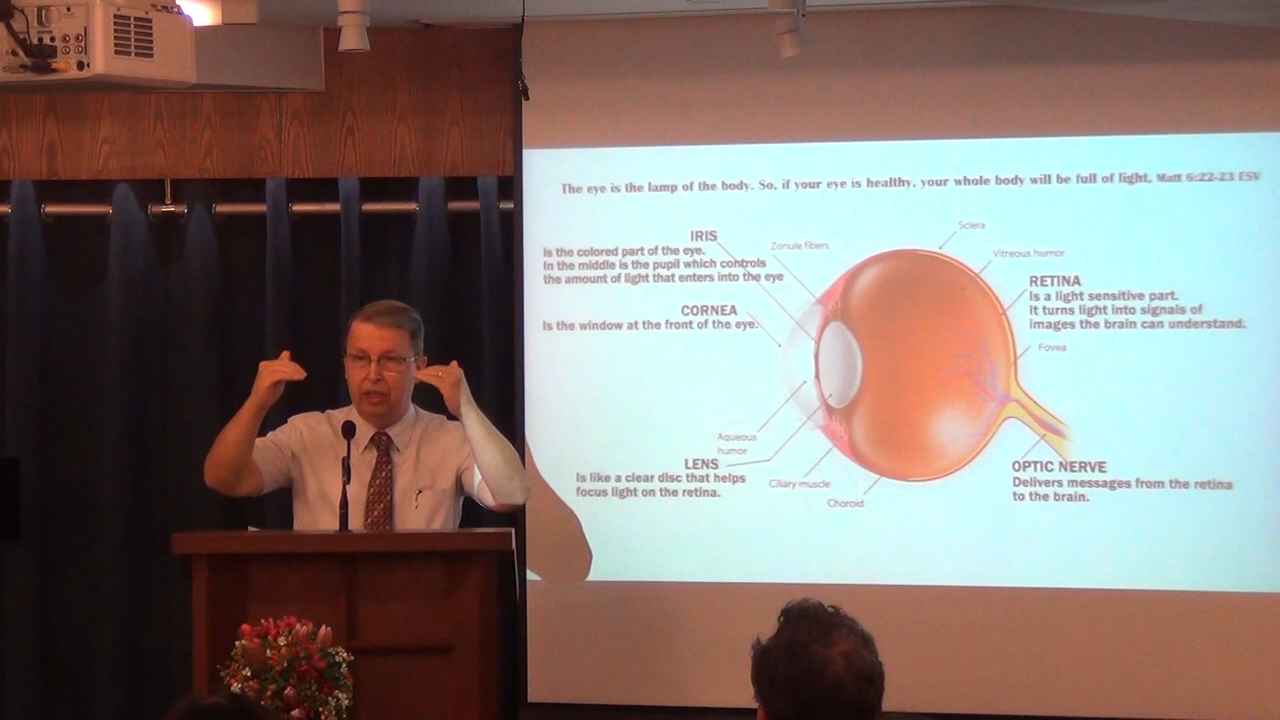 The eye is the lamp of the body. So, if your eye is healthy, your whole body will be full of light, Matt 6:22-23 ESV
IRIS
Is the colored part of the eye.
In the middle is the pupil which controls
the amount of light that enters into the eye
CORNEA
Is the window at the front of the eye.
Zonule fibers
Sclera
Vitreous humor
RETINA
Is a light sensitive part.
It turns light into signals of
images the brain can understand.
Fovea
Aqueous
humor
LENS
Is like a clear disc that helps
focus light on the retina.
Ciliary muscle
Choroid
OPTIC NERVE
Delivers messages from the retina
to the brain.